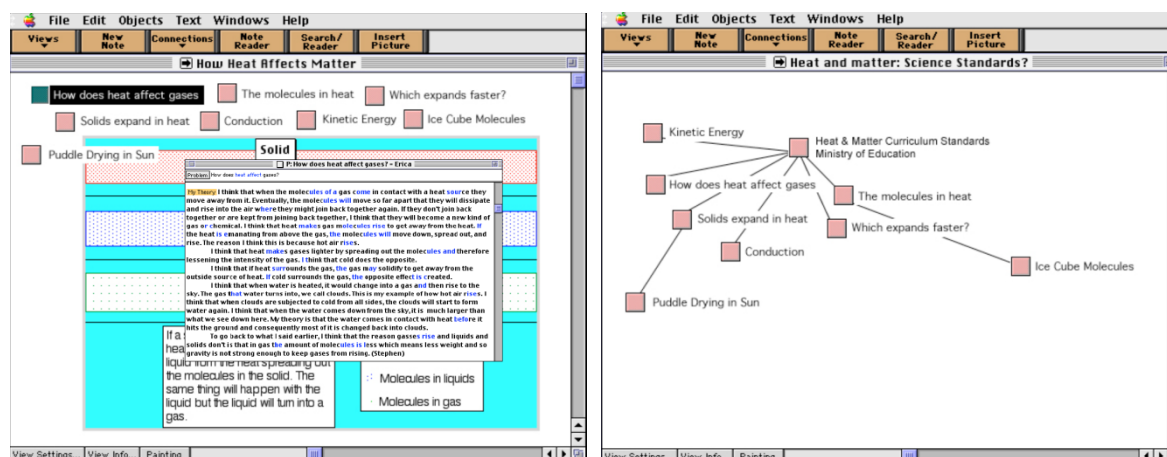 File Edit Objects Text Windows Help
Views New Note Connections Note Reader Search/ Reader Insert Picture
How Heat Affects Matter
How does heat affect gases The molecules in heat Which expands faster?
Solids expand in heat Conduction Kinetic Energy Ice Cube Molecules
Puddle Drying in Sun
Solid
P: How does heat affect gases? - Erica
Problem How does heat affect gases?
My Theory I think that when the molecules of a gas come in contact with a heat source they
move away from it. Eventually, the molecules will move so far apart that they will dissipate
and rise into the air where they might join back together again. If they don't join back
together or are kept from joining back together, I think that they will become a new kind of
gas or chemical. I think that heat makes gas molecules rise to get away from the heat. If
the heat is emanating from above the gas, the molecules will move down, spread out, and
rise. The reason I think this is because hot air rises.
I think that heat makes gases lighter by spreading out the molecules and therefore
lessening the intensity of the gas. I think that cold does the opposite.
I think that if heat surrounds the gas, the gas may solidify to get away from the
outside source of heat. If cold surrounds the gas, the opposite effect is created.
I think that when water is heated, it would change into a gas and then rise to the
sky. The gas that water turns into, we call clouds. This is my example of how hot air rises. I
think that when clouds are subjected to cold from all sides, the clouds will start to form
water again. I think that when the water comes down from the sky, it is much larger than
what we see down here. My theory is that the water comes in contact with heat before it
hits the ground and consequently most of it is changed back into clouds.
To go back to what I said earlier, I think that the reason gasses rise and liquids and
solids don't is that in gas the amount of molecules is less which means less weight and so
gravity is not strong enough to keep gases from rising. (Stephen)
If a
hea
liquid from the heat spreading out
the molecules in the solid. The
same thing will happen with the
liquid but the liquid will turn into a
gas.
Molecules in liquids
Molecules in gas
View Settings View Info Painting
File Edit Objects Text Windows Help
Views New Note Connections Note Reader Search/ Reader Insert Picture
Heat and matter: Science Standards?
Kinetic Energy
Heat & Matter Curriculum Standards
Ministry of Education
How does heat affect gases
The molecules in heat
Solids expand in heat
Which expands faster?
Conduction
Ice Cube Molecules
Puddle Drying in Sun
View Settings View Info Painting